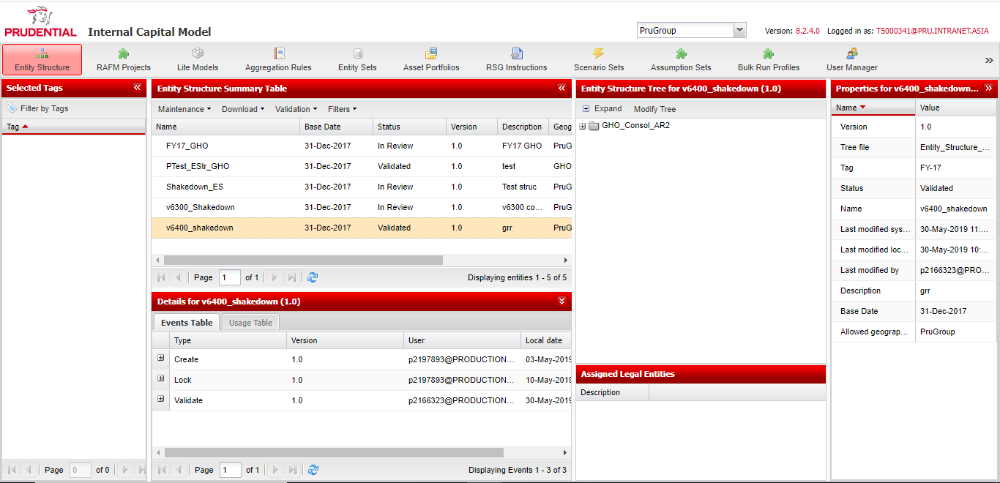 PRUDENTIAL
Internal Capital Model
PruGroup
Version: 8.2.4.0 Logged in as: T5000341@PRU.INTRANET.ASIA
Entity Structure RAFM Projects Lite Models Aggregation Rules Entity Sets Asset Portfolios RSG Instructions Scenario Sets Assumption Sets Bulk Run Profiles User Manager
Selected Tags
Filter by Tags
Tag
Page 0 of 0
Entity Structure Summary Table
Maintenance Download Validation Filters
Name Base Date Status Version Description Geog
FY17_GHO 31-Dec-2017 In Review 1.0 FY17 GHO PruG
PTest_EStr_GHO 31-Dec-2017 Validated 1.0 test GHO
Shakedown_ES 31-Dec-2017 In Review 1.0 Test struc PruG
v6300_Shakedown 31-Dec-2017 In Review 1.0 v6300 co... PruG
v6400_shakedown 31-Dec-2017 Validated 1.0 grr PruG
Page 1 of 1 Displaying entities 1 - 5 of 5
Details for v6400_shakedown (1.0)
Events Table Usage Table
Type Version User Local date
Create 1.0 p2197893@PRODUCTION... 03-May-2019
Lock 1.0 p2197893@PRODUCTION... 10-May-2019
Validate 1.0 p2166323@PRODUCTION... 30-May-2019
Page 1 of 1 Displaying Events 1 - 3 of 3
Entity Structure Tree for v6400_shakedown (1.0)
Expand Modify Tree
GHO_Consol_AR2
Assigned Legal Entities
Description
Properties for v6400_shakedown...
Name Value
Version 1.0
Tree file Entity_Structure_...
Tag FY-17
Status Validated
Name v6400_shakedown
Last modified sys... 30-May-2019 11:...
Last modified loc... 30-May-2019 10:...
Last modified by p2166323@PRO...
Description grr
Base Date 31-Dec-2017
Allowed geograp... PruGroup